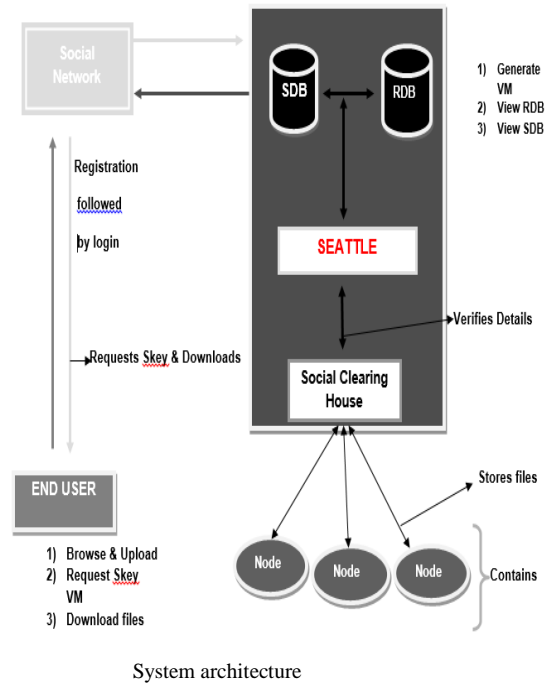 Social
Network
SDB
RDB
1) Generate
VM
2) View RDB
3) View SDB
Registration
followed
by login
SEATTLE
Verifies Details
Requests Skey & Downloads
Social Clearing
House
END USER
Stores files
1) Browse & Upload
2) Request Skey
VM
3) Download files
Node
Node
Node
Contains
System architecture